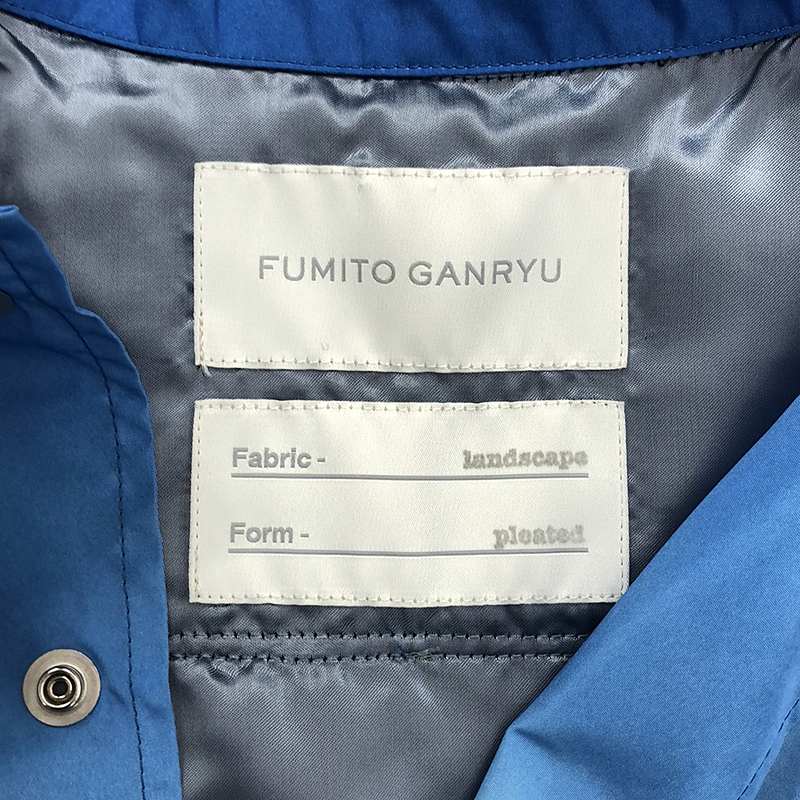 FUMITO GANRYU
Fabric - landscape
Form - pleated